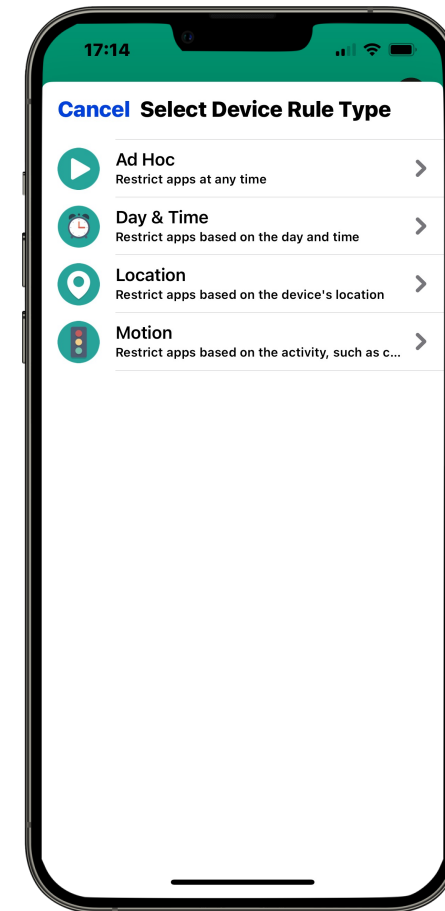 17:14
Cancel Select Device Rule Type
Ad Hoc
Restrict apps at any time
Day & Time
Restrict apps based on the day and time
Location
Restrict apps based on the device's location
Motion
Restrict apps based on the activity, such as c...